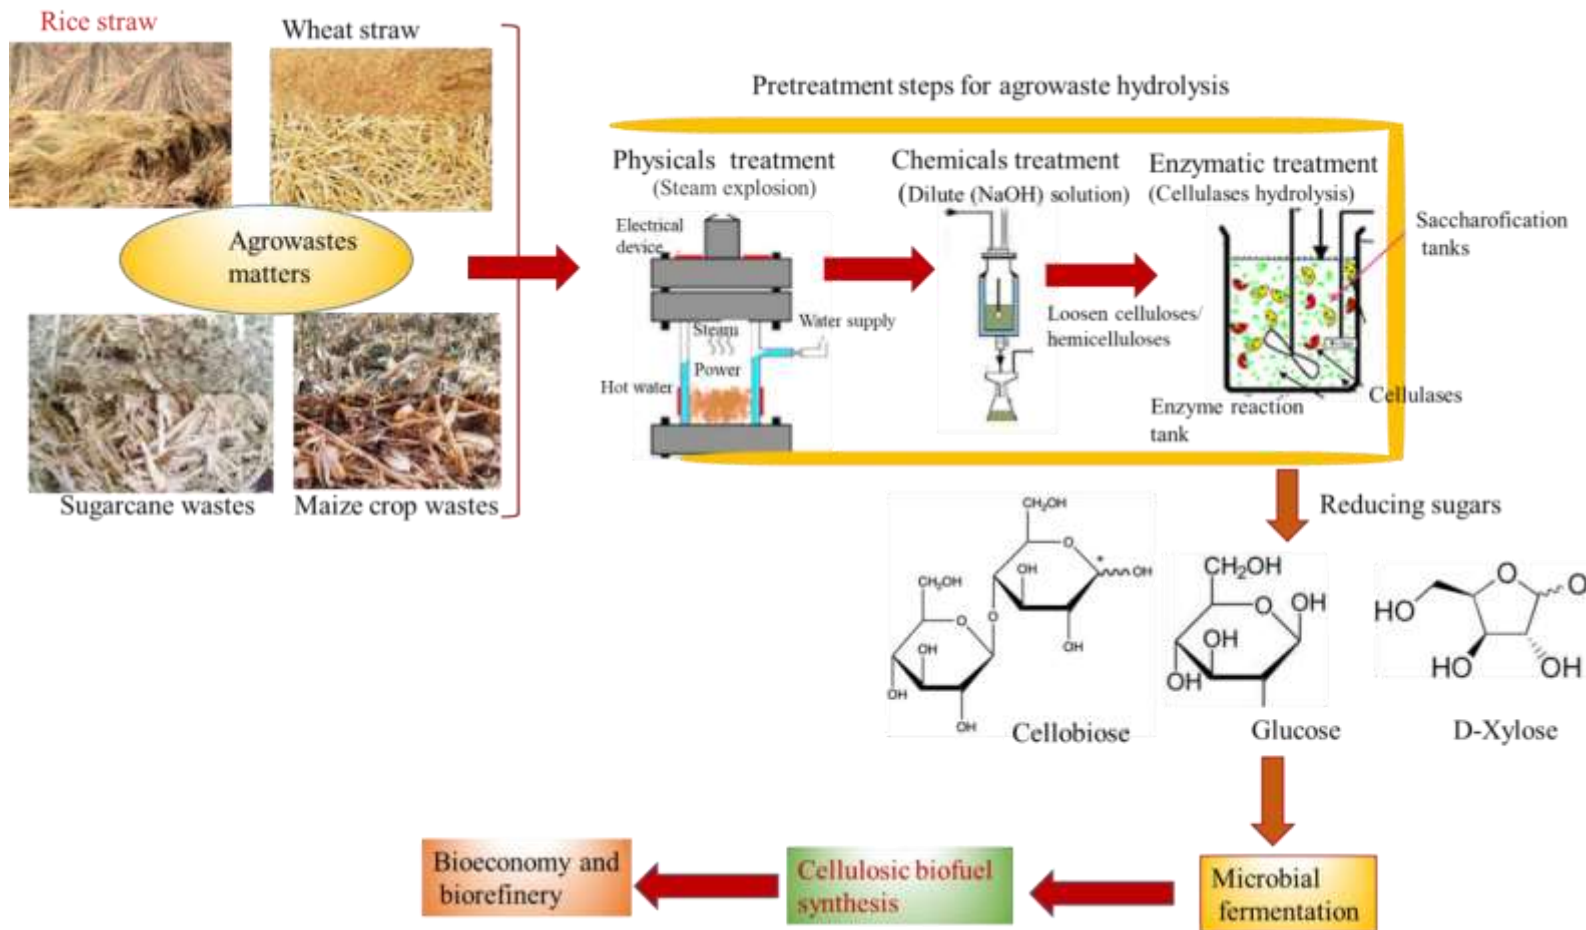 Rice straw
Wheat straw
Agrowastes
matters
Sugarcane wastes
Maize crop wastes
Pretreatment steps for agrowaste hydrolysis
Physicals treatment
(Steam explosion)
Electrical
device
Steam
Water supply
Power
Hot water
Chemicals treatment
(Dilute (NaOH) solution)
Loosen celluloses/
hemicelluloses
Enzymatic treatment
(Cellulases hydrolysis)
Saccharofication
tanks
Cellulases
Enzyme reaction
tank
Reducing sugars
CH₂OH
O
OH
OH
OH
CH₂OH
O
O
OH
OH
OH
OH
*
Cellobiose
CH₂OH
O
OH
OH
OH
Glucose
O
O
HO
HO
OH
D-Xylose
Microbial
fermentation
Cellulosic biofuel
synthesis
Bioeconomy and
biorefinery